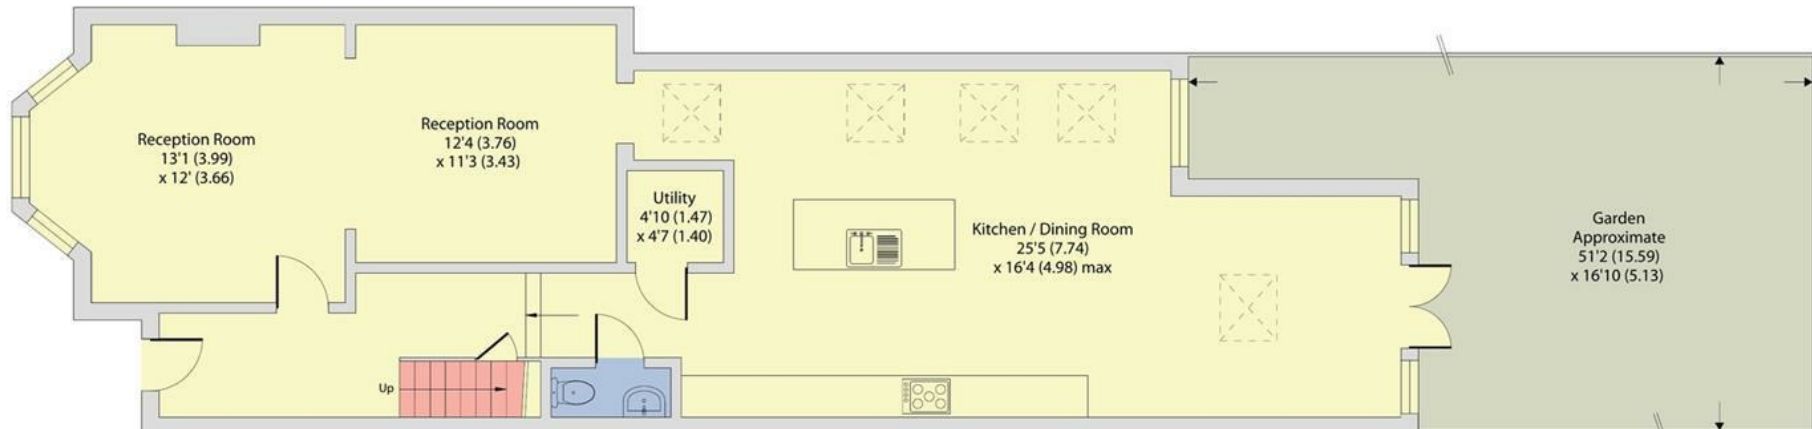 Reception Room
13'1 (3.99)
x 12' (3.66)
Reception Room
12'4 (3.76)
x 11'3 (3.43)
Utility
4'10 (1.47)
x 4'7 (1.40)
Kitchen / Dining Room
25'5 (7.74)
x 16'4 (4.98) max
Garden
Approximate
51'2 (15.59)
x 16'10 (5.13)
Up